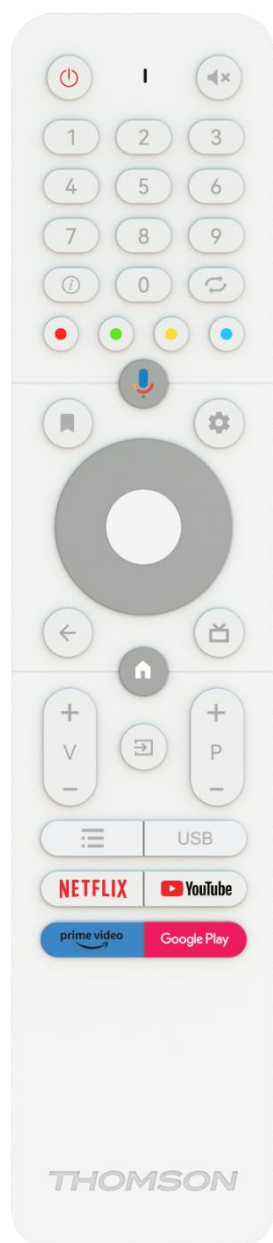 1 2 3
4 5 6
7 8 9
i 0
+ +
V P
− −
USB
NETFLIX YouTube
prime video Google Play
THOMSON